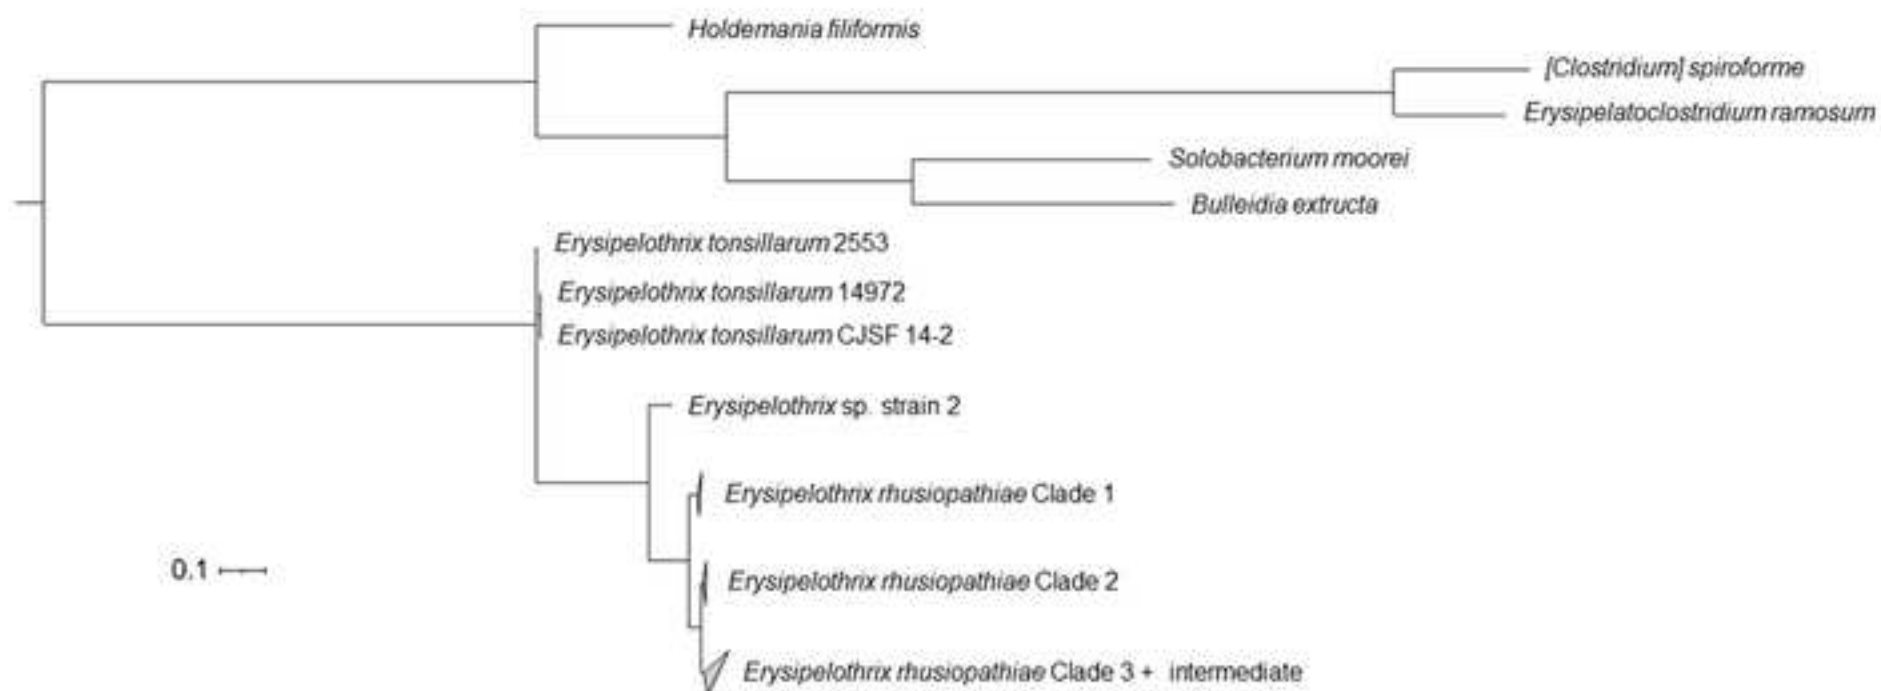 Holdemania filiformis
[Clostridium] spiroforme
Erysipelatoclostridium ramosum
Solobacterium moorei
Bulleidia extructa
Erysipelothrix tonsillarum 2553
Erysipelothrix tonsillarum 14972
Erysipelothrix tonsillarum CJSF 14-2
Erysipelothrix sp. strain 2
Erysipelothrix rhusiopathiae Clade 1
0.1
Erysipelothrix rhusiopathiae Clade 2
Erysipelothrix rhusiopathiae Clade 3 + intermediate